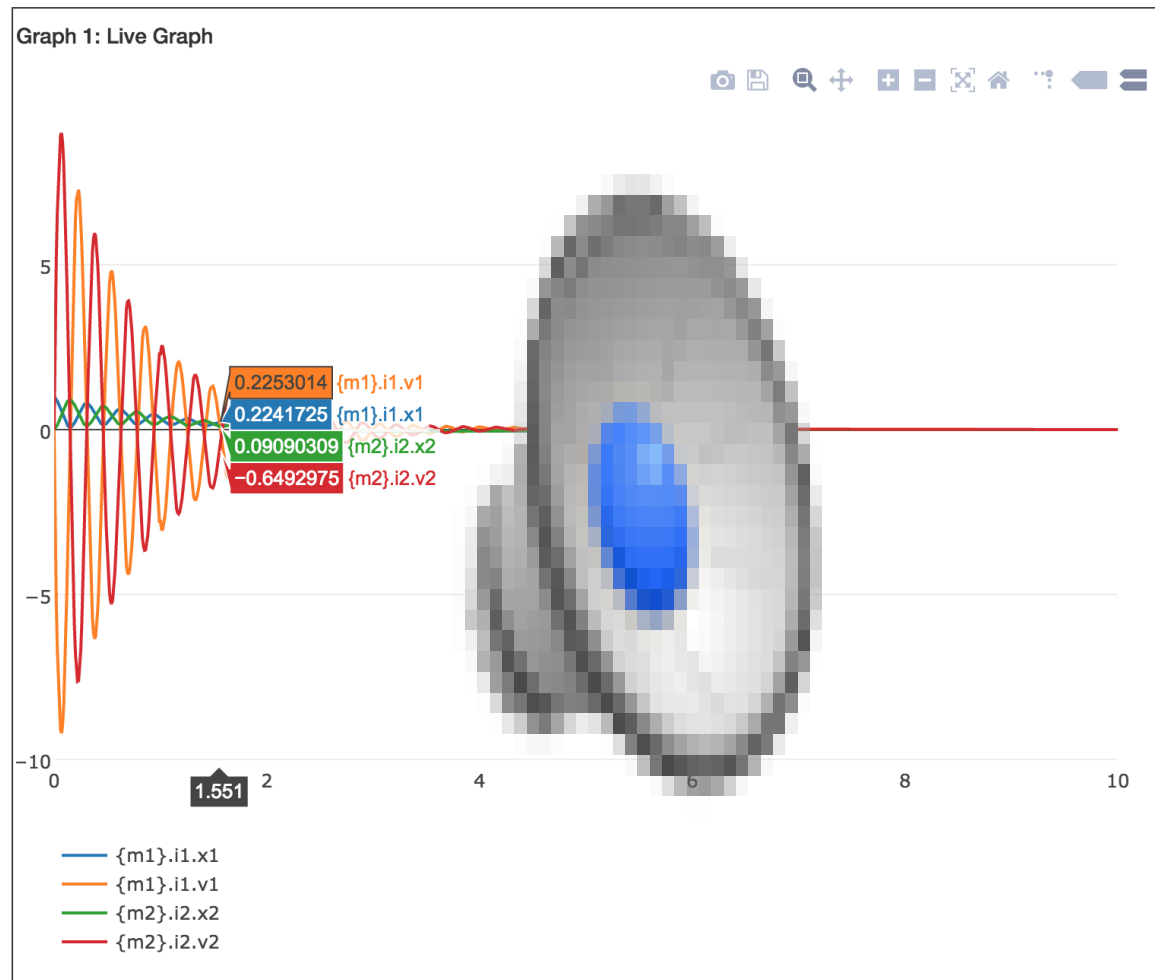 Graph 1: Live Graph
5
0
−5
−10
0.2253014 {m1}.i1.v1
0.2241725 {m1}.i1.x1
0.09090309 {m2}.i2.x2
−0.6492975 {m2}.i2.v2
0 2 4 6 8 10
1.551
{m1}.i1.x1
{m1}.i1.v1
{m2}.i2.x2
{m2}.i2.v2